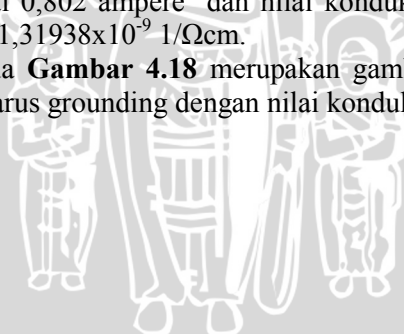 0,802 ampere dan nilai konduk
1,31938x10⁻⁹ 1/Ωcm.
a Gambar 4.18 merupakan gamb
arus grounding dengan nilai konduk